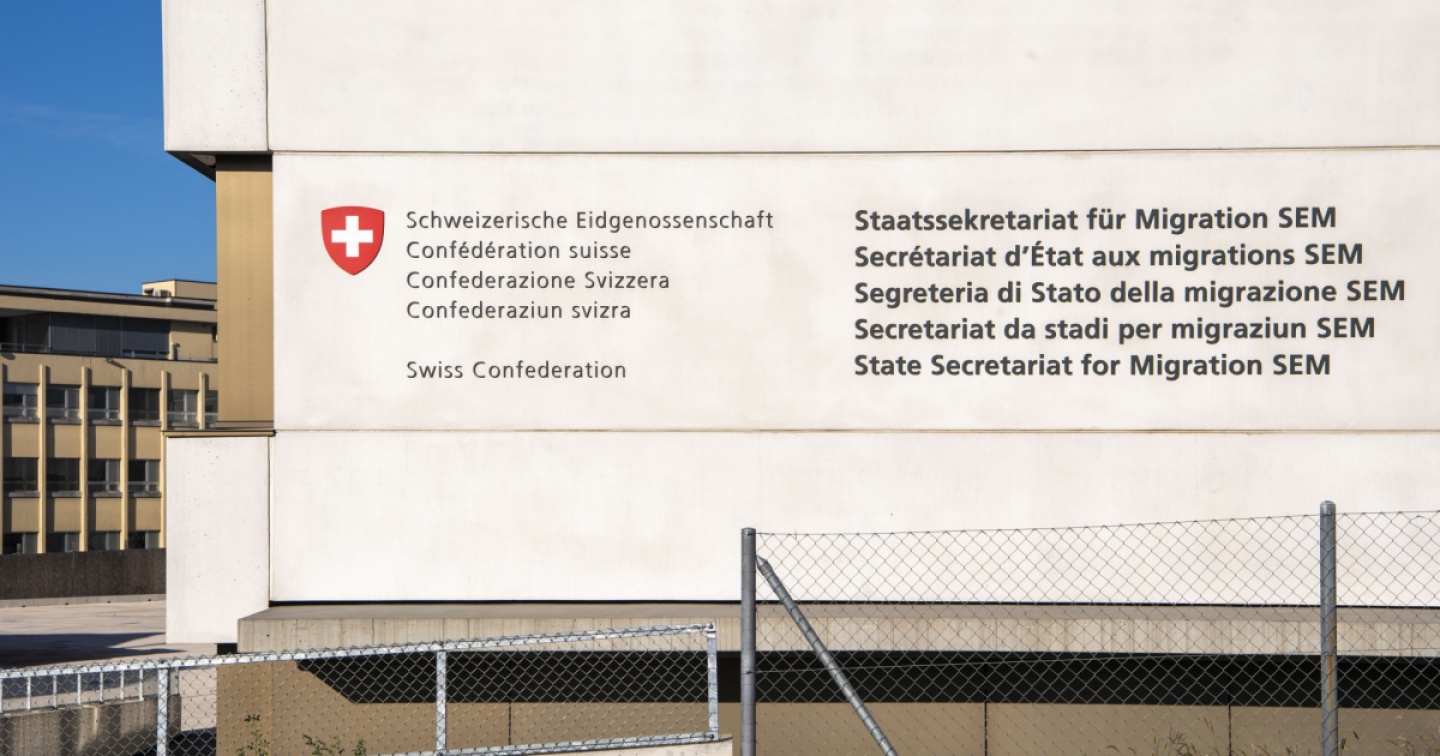 Schweizerische Eidgenossenschaft
Confédération suisse
Confederazione Svizzera
Confederaziun svizra
Swiss Confederation
Staatssekretariat für Migration SEM
Secrétariat d’État aux migrations SEM
Segreteria di Stato della migrazione SEM
Secretariat da stadi per migraziun SEM
State Secretariat for Migration SEM